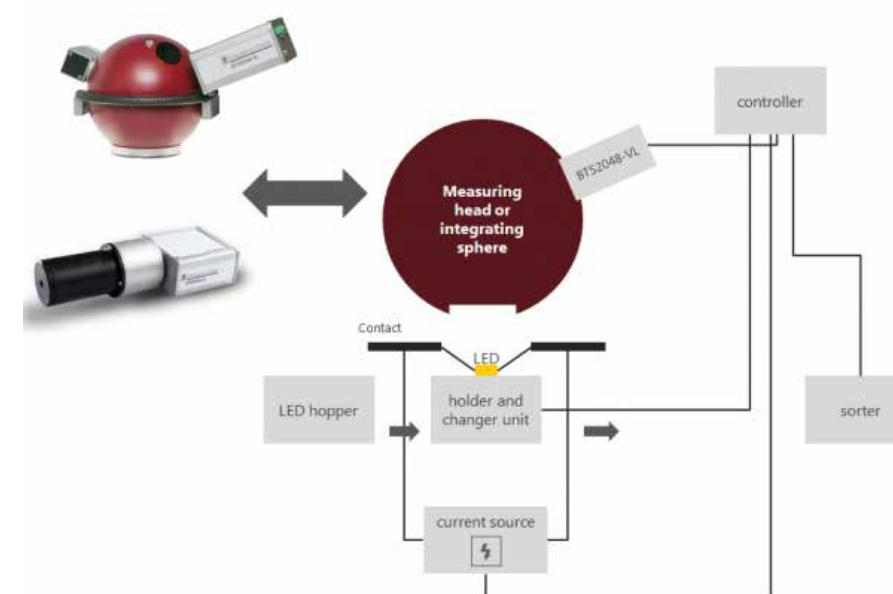 controller
BTS2048-VL
Measuring
head or
integrating
sphere
Contact
LED
LED hopper
holder and
changer unit
sorter
current source